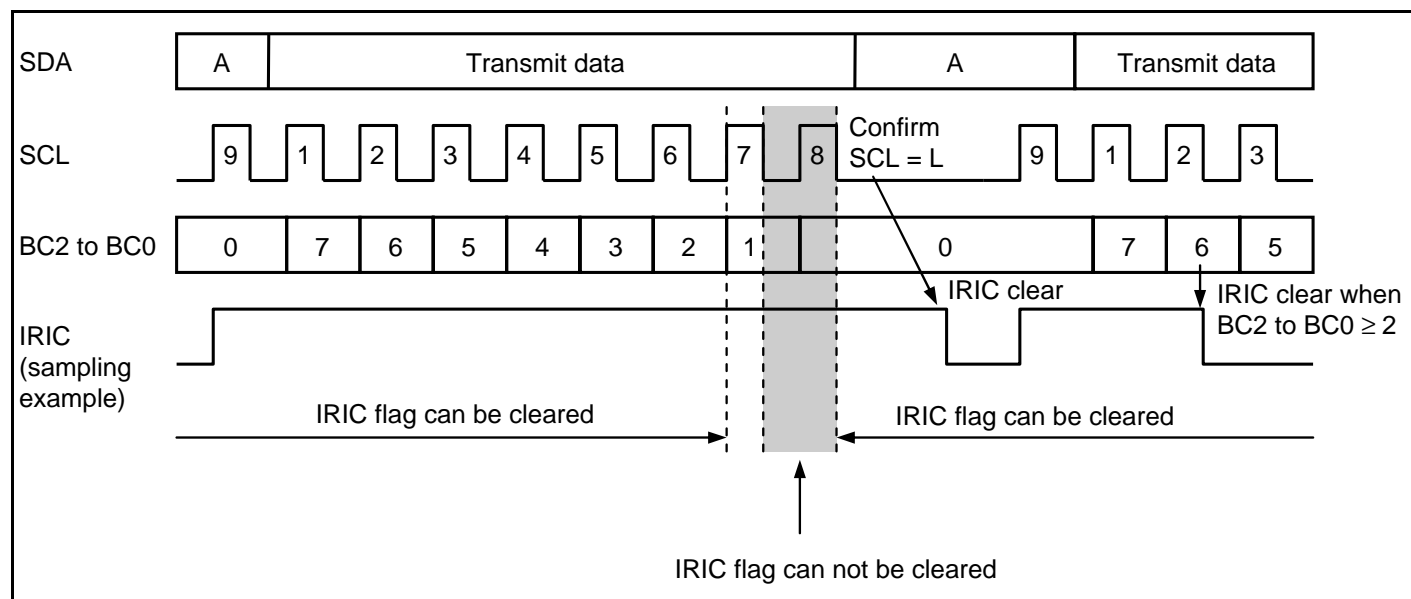 SDA
A
Transmit data
A
Transmit data
SCL
9
1
2
3
4
5
6
7
8
Confirm
SCL = L
9
1
2
3
BC2 to BC0
0
7
6
5
4
3
2
1
0
7
6
5
IRIC
(sampling
example)
IRIC clear
IRIC clear when
BC2 to BC0 ≥ 2
IRIC flag can be cleared
IRIC flag can be cleared
IRIC flag can not be cleared